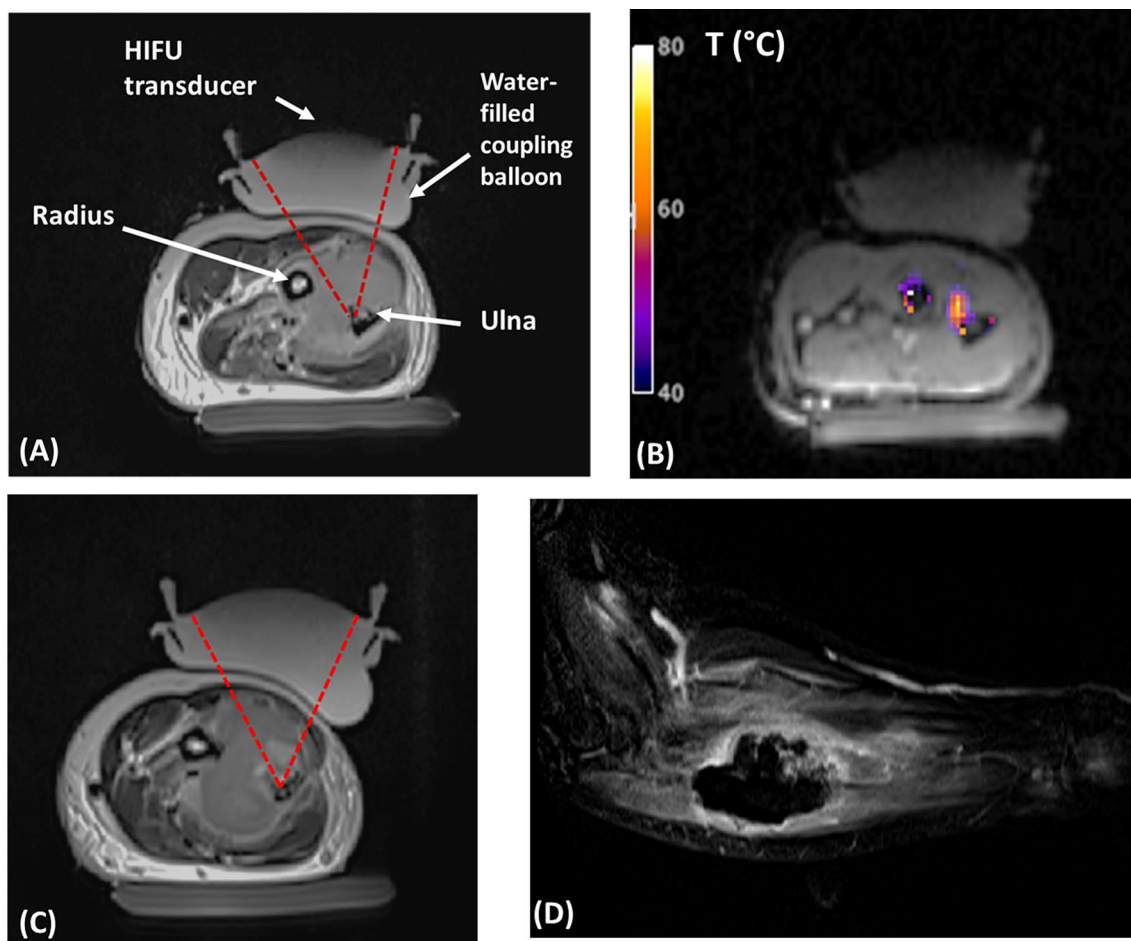 HIFU
transducer
Water-
filled
coupling
balloon
Radius
Ulna
(A)
T (°C)
80
60
40
(B)
(C)
(D)